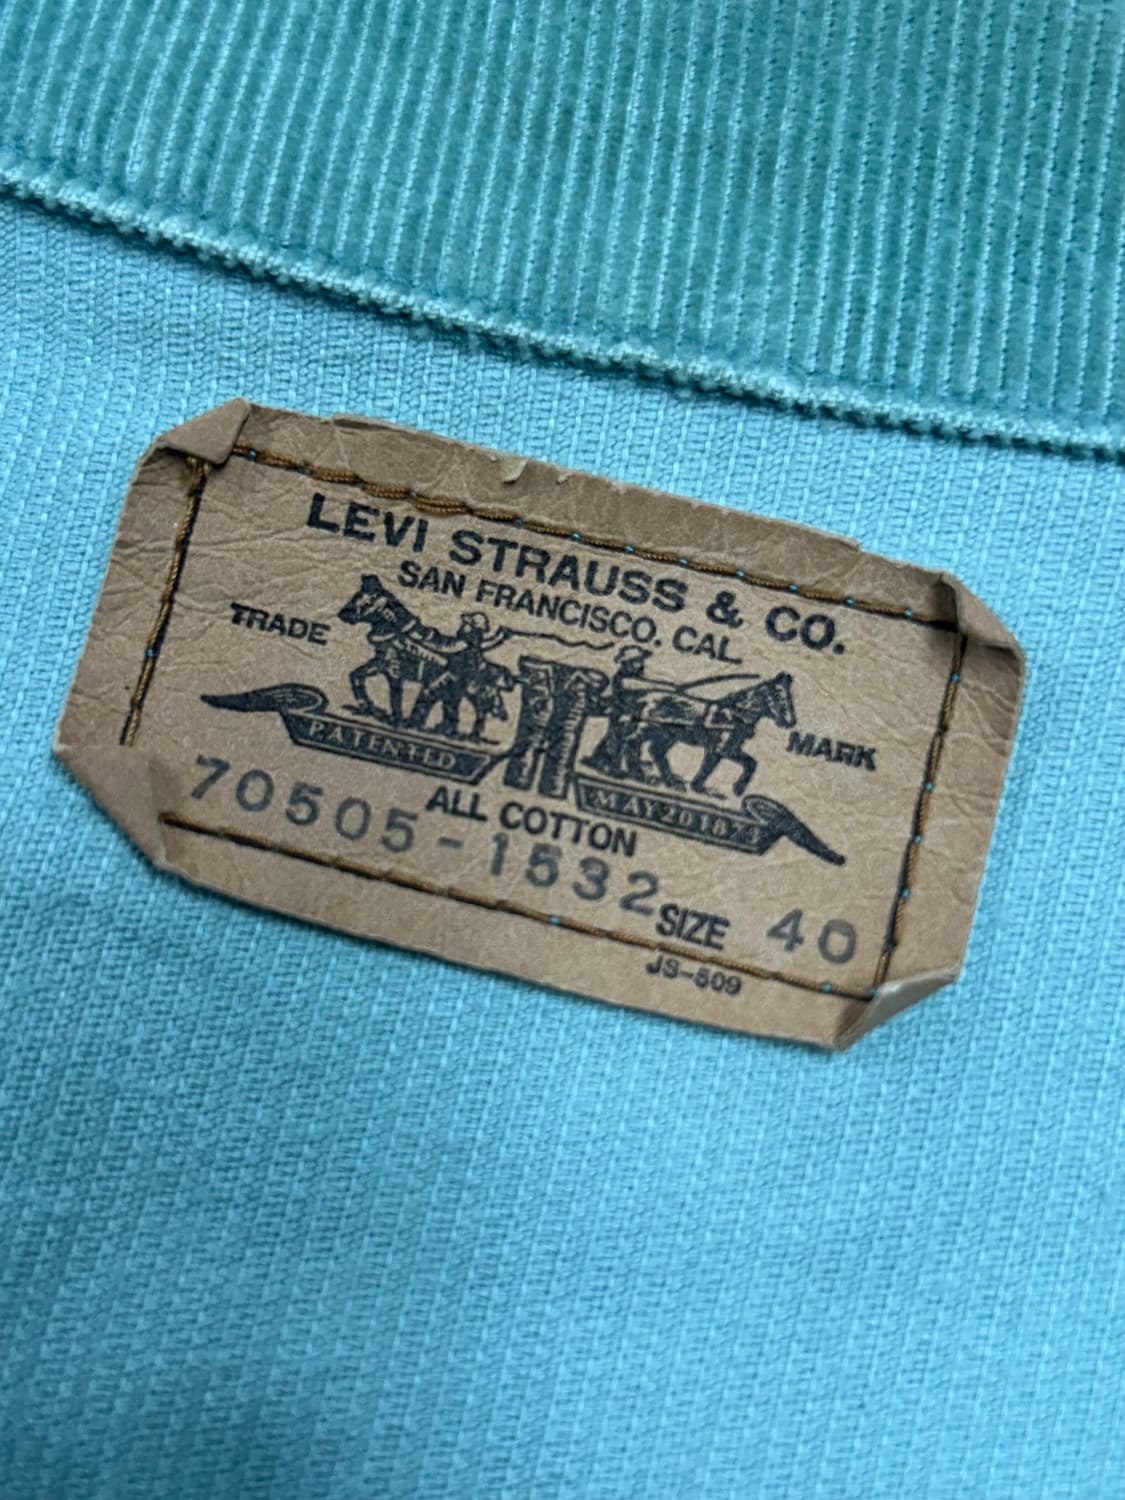 LEVI STRAUSS & CO.
SAN FRANCISCO. CAL
TRADE MARK
PATENTED MAY 20 1873
ALL COTTON
70505-1532 SIZE 40
JS-509